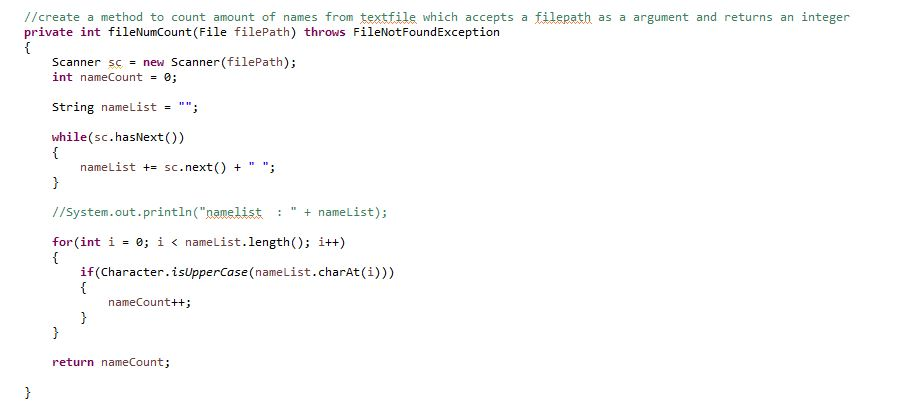 //create a method to count amount of names from textfile which accepts a filepath as a argument and returns an integer
private int fileNumCount(File filePath) throws FileNotFoundException
{
    Scanner sc = new Scanner(filePath);
    int nameCount = 0;

    String nameList = "";

    while(sc.hasNext())
    {
        nameList += sc.next() + " ";
    }

    //System.out.println("namelist  : " + nameList);

    for(int i = 0; i < nameList.length(); i++)
    {
        if(Character.isUpperCase(nameList.charAt(i)))
        {
            nameCount++;
        }
    }

    return nameCount;

}